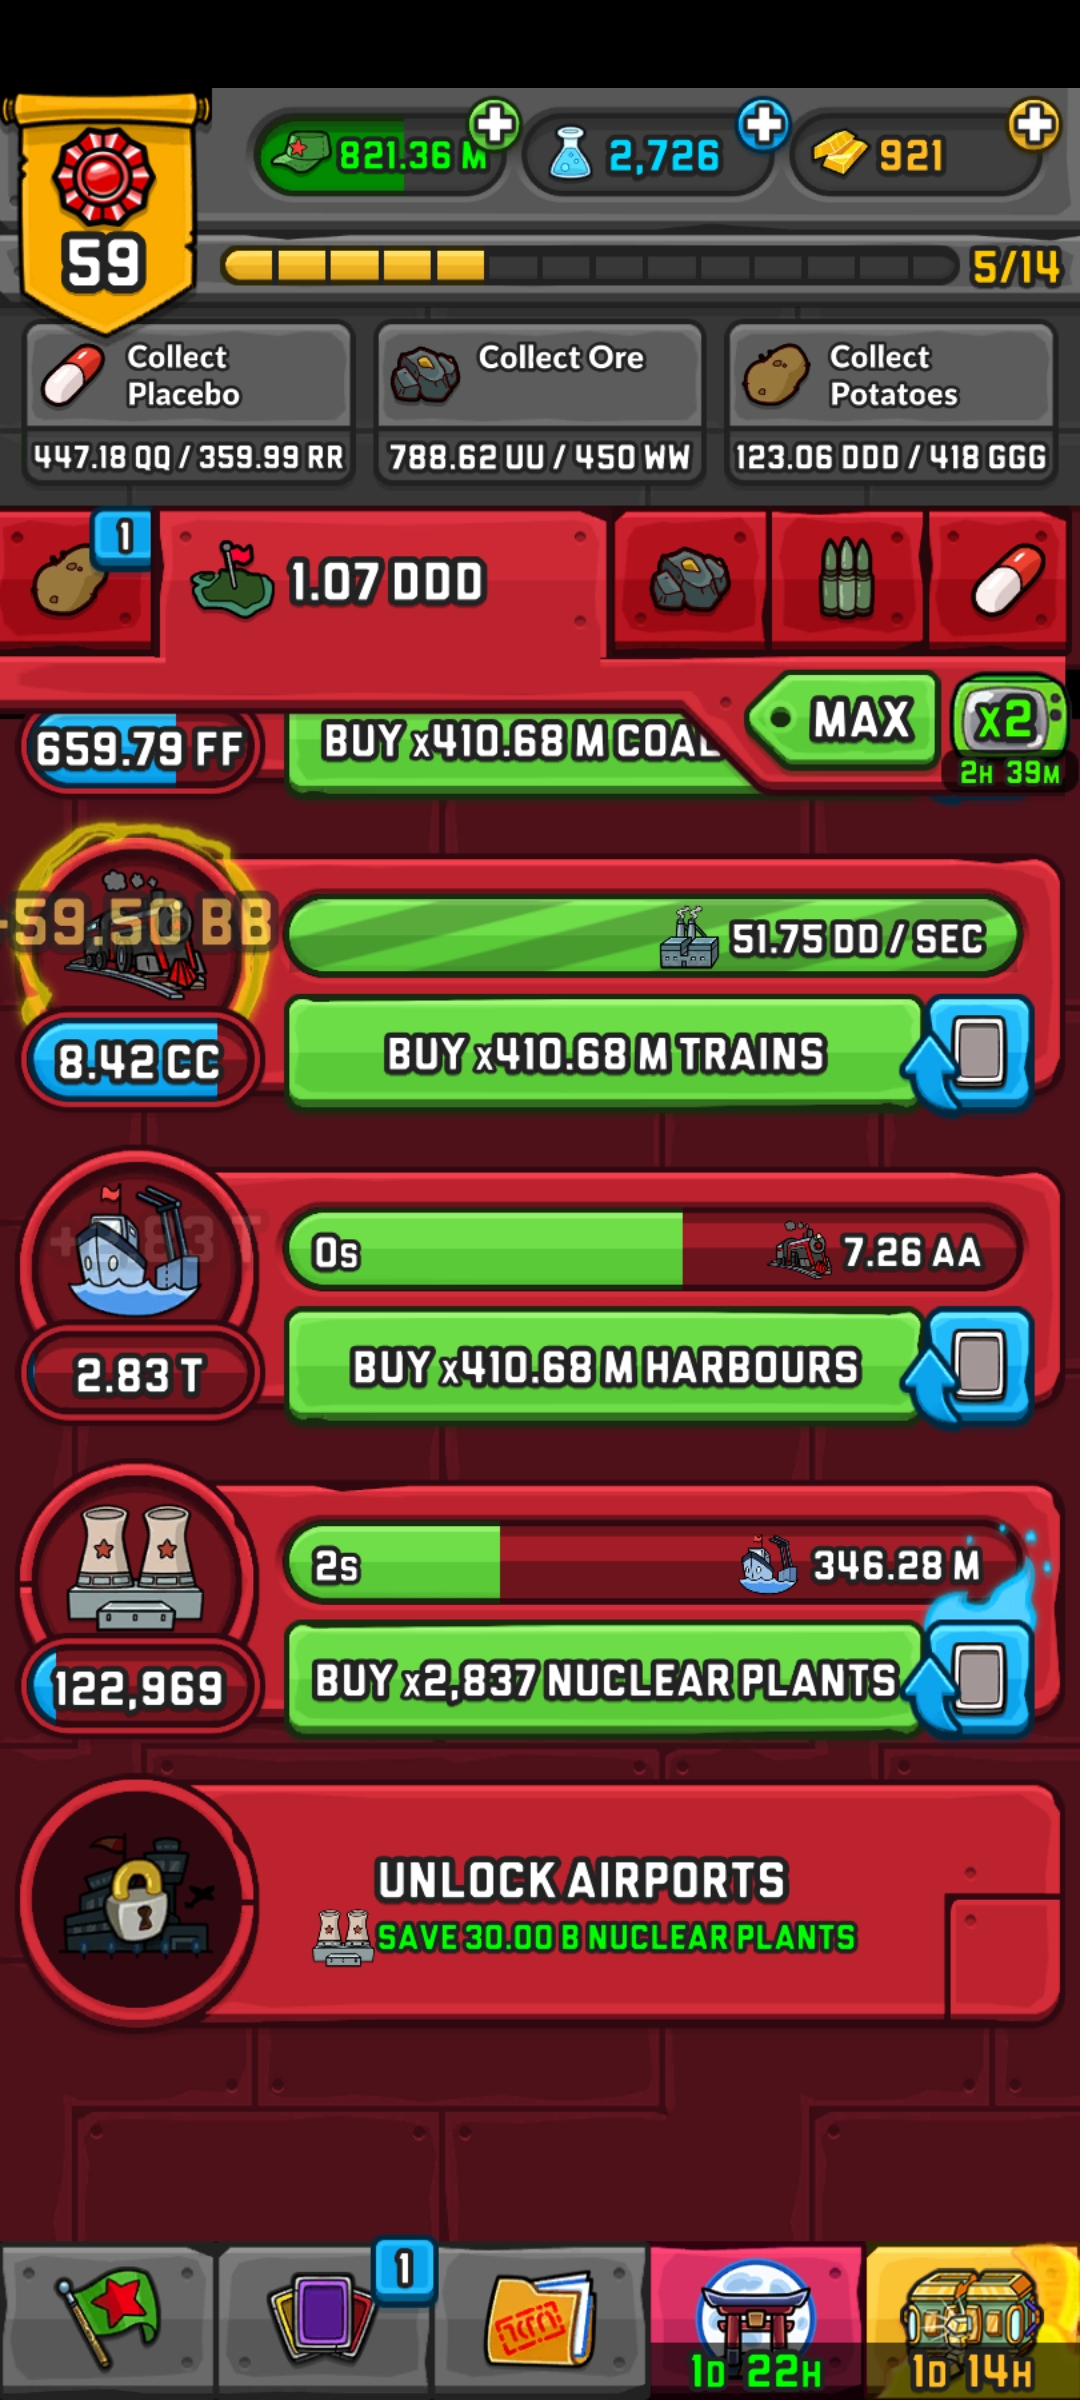 821.36 M
2,726
921
59
5/14
Collect
Placebo
447.18 QQ / 359.99 RR
Collect Ore
788.62 UU / 450 WW
Collect
Potatoes
123.06 DDD / 418 GGG
1
1.07 DDD
659.79 FF
BUY x410.68 M COAL
MAX
x2
2H 39M
59.50 BB
51.75 DD / SEC
8.42 CC
BUY x410.68 M TRAINS
0s
7.26 AA
2.83 T
BUY x410.68 M HARBOURS
2s
346.28 M
122,969
BUY x2,837 NUCLEAR PLANTS
UNLOCK AIRPORTS
SAVE 30.00 B NUCLEAR PLANTS
1
1D 22H
1D 14H